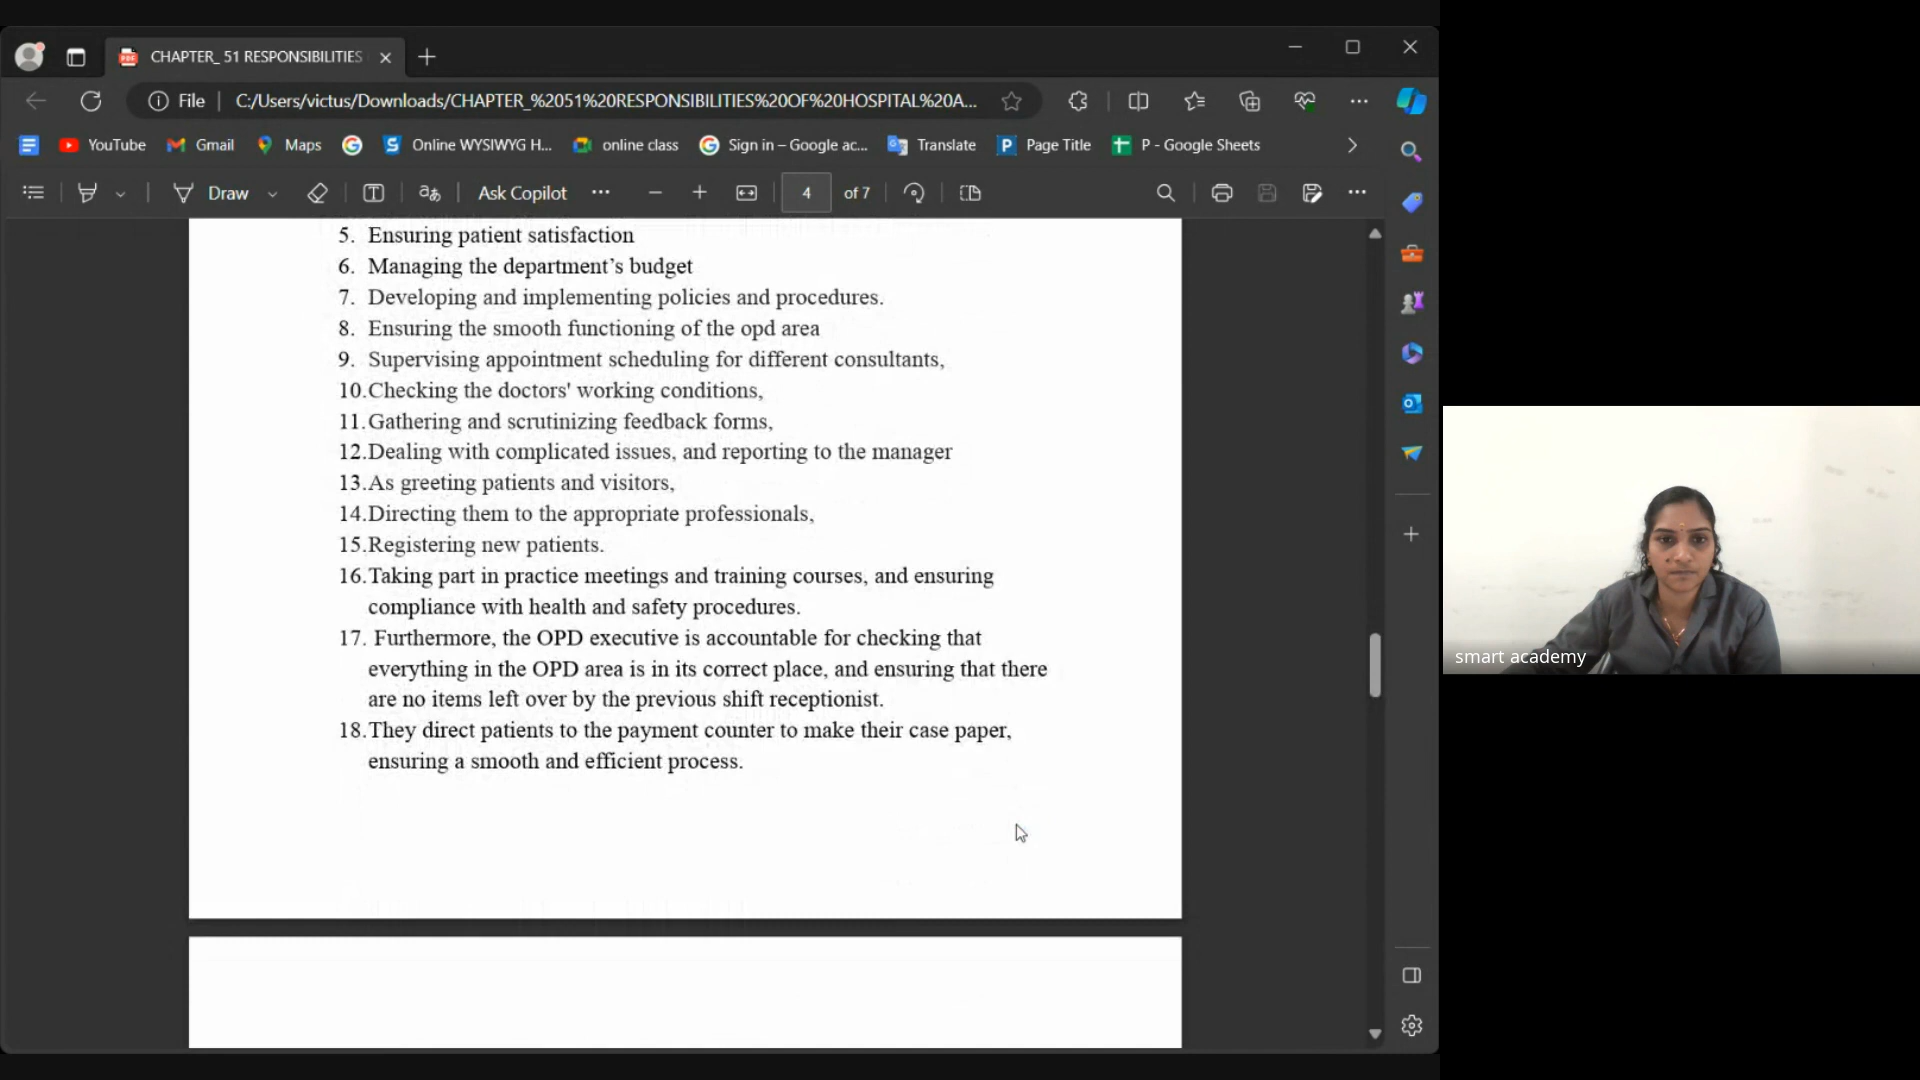 CHAPTER_ 51 RESPONSIBILITIES
File
C:/Users/victus/Downloads/CHAPTER_%2051%20RESPONSIBILITIES%20OF%20HOSPITAL%20A...
YouTube
Gmail
Maps
Online WYSIWYG H...
online class
Sign in – Google ac...
Translate
Page Title
P - Google Sheets
Draw
Ask Copilot
4 of 7
5. Ensuring patient satisfaction
6. Managing the department’s budget
7. Developing and implementing policies and procedures.
8. Ensuring the smooth functioning of the opd area
9. Supervising appointment scheduling for different consultants,
10.Checking the doctors' working conditions,
11.Gathering and scrutinizing feedback forms,
12.Dealing with complicated issues, and reporting to the manager
13.As greeting patients and visitors,
14.Directing them to the appropriate professionals,
15.Registering new patients.
16.Taking part in practice meetings and training courses, and ensuring
compliance with health and safety procedures.
17. Furthermore, the OPD executive is accountable for checking that
everything in the OPD area is in its correct place, and ensuring that there
are no items left over by the previous shift receptionist.
18.They direct patients to the payment counter to make their case paper,
ensuring a smooth and efficient process.
smart academy